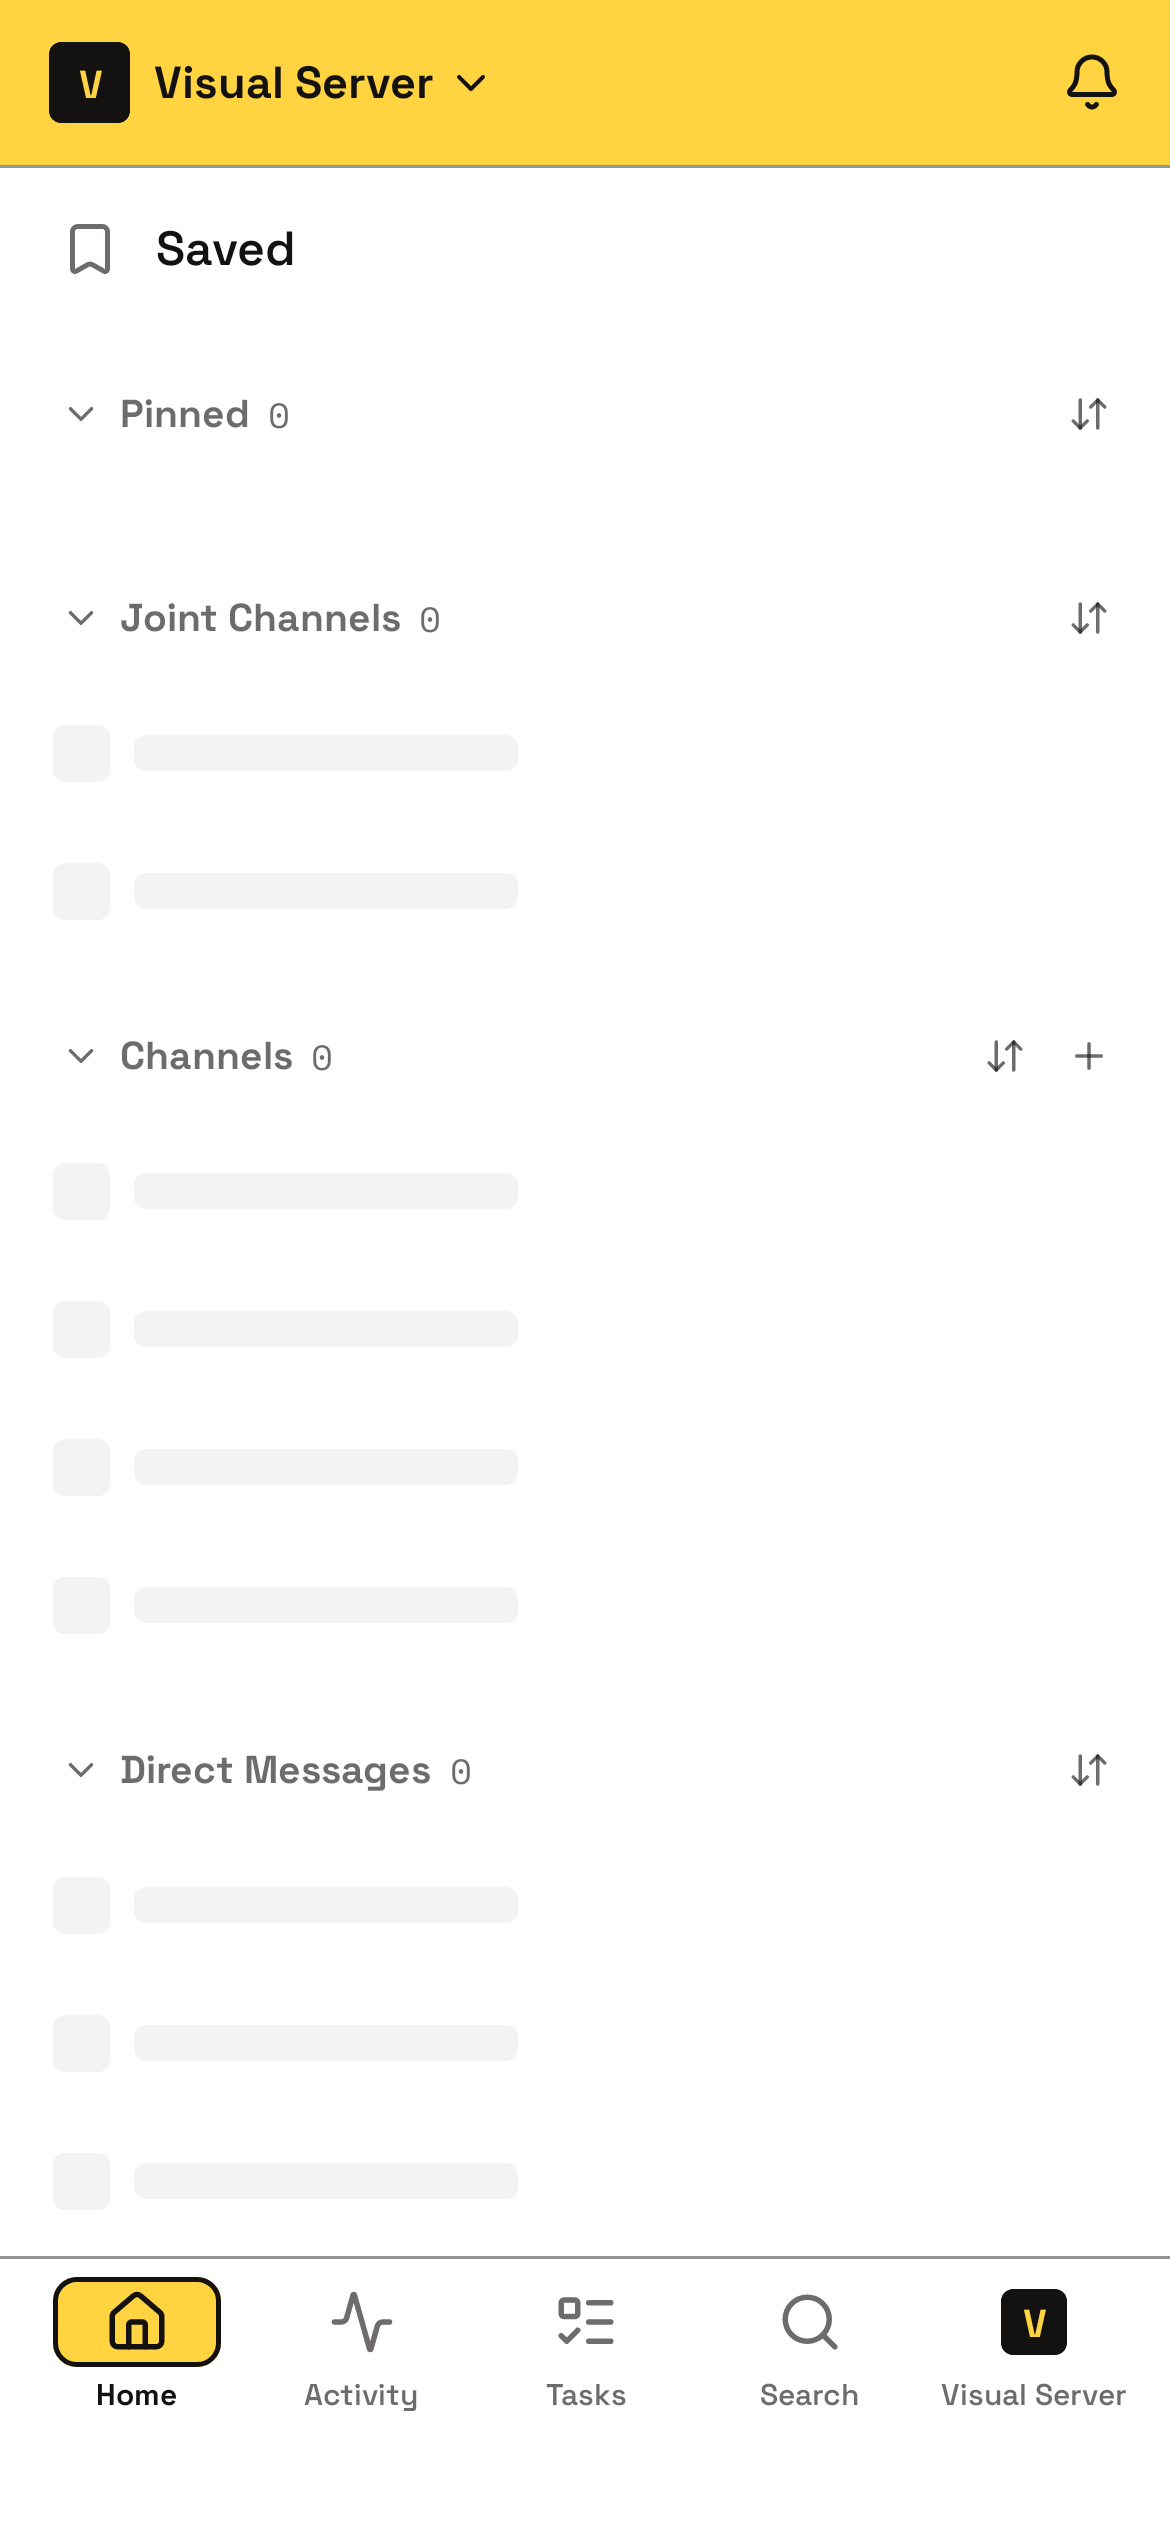 V Visual Server
Saved
Pinned 0
Joint Channels 0
Channels 0
Direct Messages 0
V
Home Activity Tasks Search Visual Server